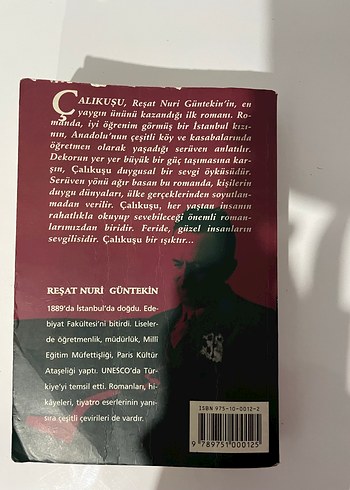 ÇALIKUŞU, Reşat Nuri Güntekin'in, en
yaygın ününü kazandığı ilk romanı. Ro-
manda, iyi öğrenim görmüş bir İstanbul kızı-
nın, Anadolu'nun çeşitli köy ve kasabalarında
öğretmen olarak yaşadığı serüven anlatılır.
Dekorun yer yer büyük bir güç taşımasına kar-
şın, Çalıkuşu duygusal bir sevgi öyküsüdür.
Serüven yönü ağır basan bu romanda, kişilerin
duygu dünyaları, ülke gerçeklerinden soyutlan-
madan verilir. Çalıkuşu, her yaştan insanın
rahatlıkla okuyup sevebileceği önemli roman-
larımızdan biridir. Feride, güzel insanların
sevgilisidir. Çalıkuşu bir ışıktır...
REŞAT NURİ GÜNTEKİN
1889'da İstanbul'da doğdu. Ede-
biyat Fakültesi'ni bitirdi. Liseler-
de öğretmenlik, müdürlük, Millî
Eğitim Müfettişliği, Paris Kültür
Ataşeliği yaptı. UNESCO'da Tür-
kiye'yi temsil etti. Romanları, hi-
kâyeleri, tiyatro eserlerinin yanı-
sıra çeşitli çevirileri de vardır.
ISBN 975-10-0012-2
9 789751 000125